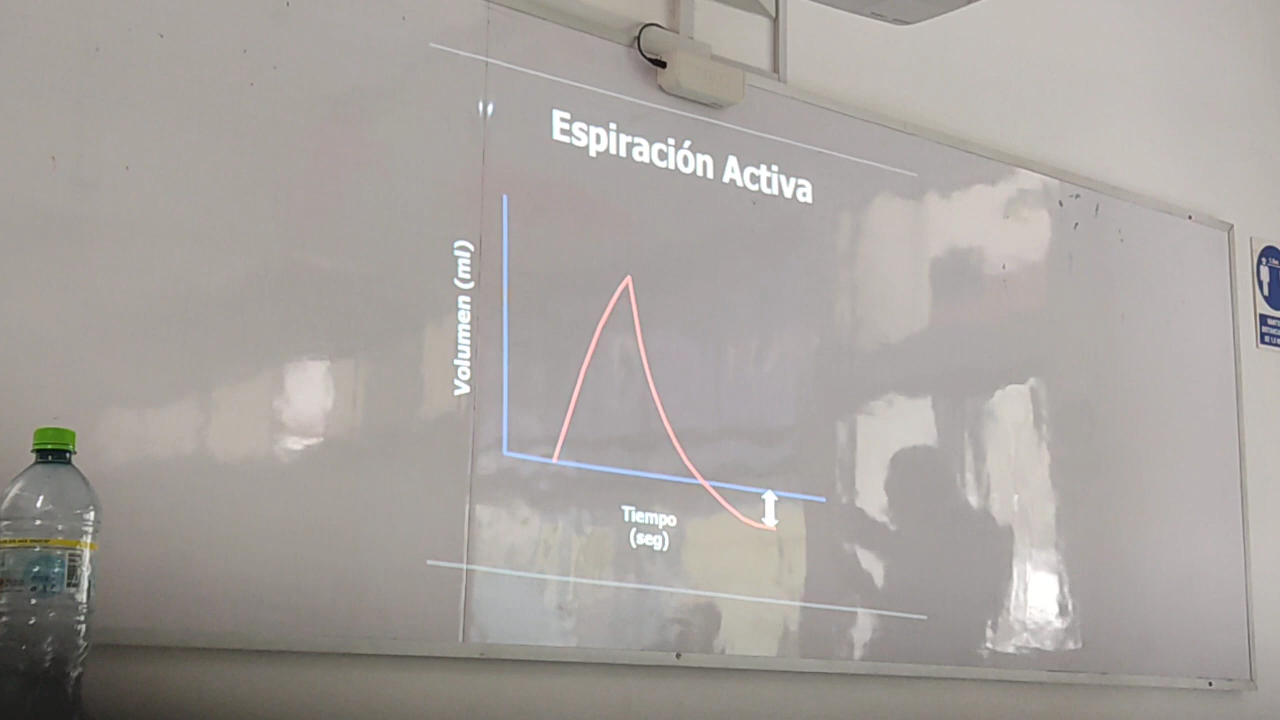 Espiración Activa
Volumen (ml)
Tiempo
(seg)